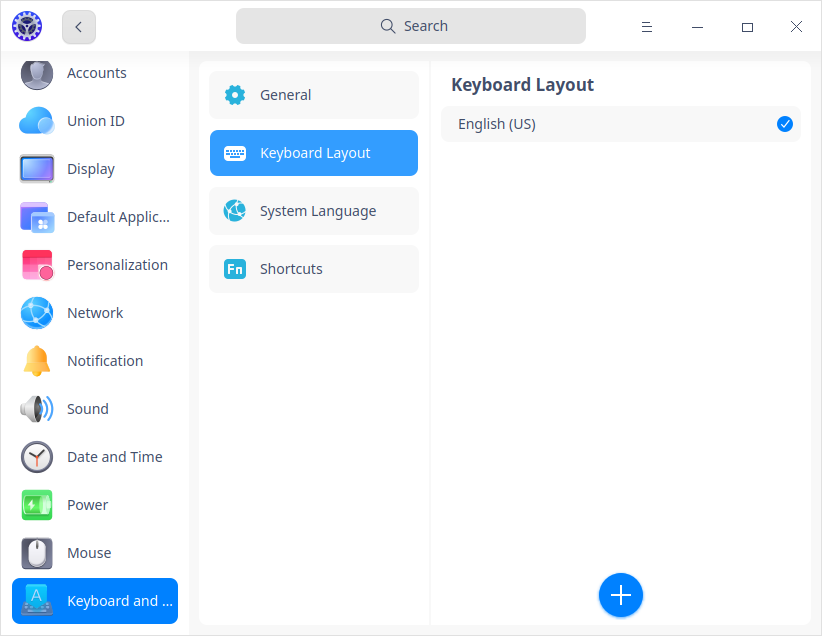 Search
Accounts
Union ID
Display
Default Applic...
Personalization
Network
Notification
Sound
Date and Time
Power
Mouse
Keyboard and ...
General
Keyboard Layout
System Language
Fn
Shortcuts
Keyboard Layout
English (US)